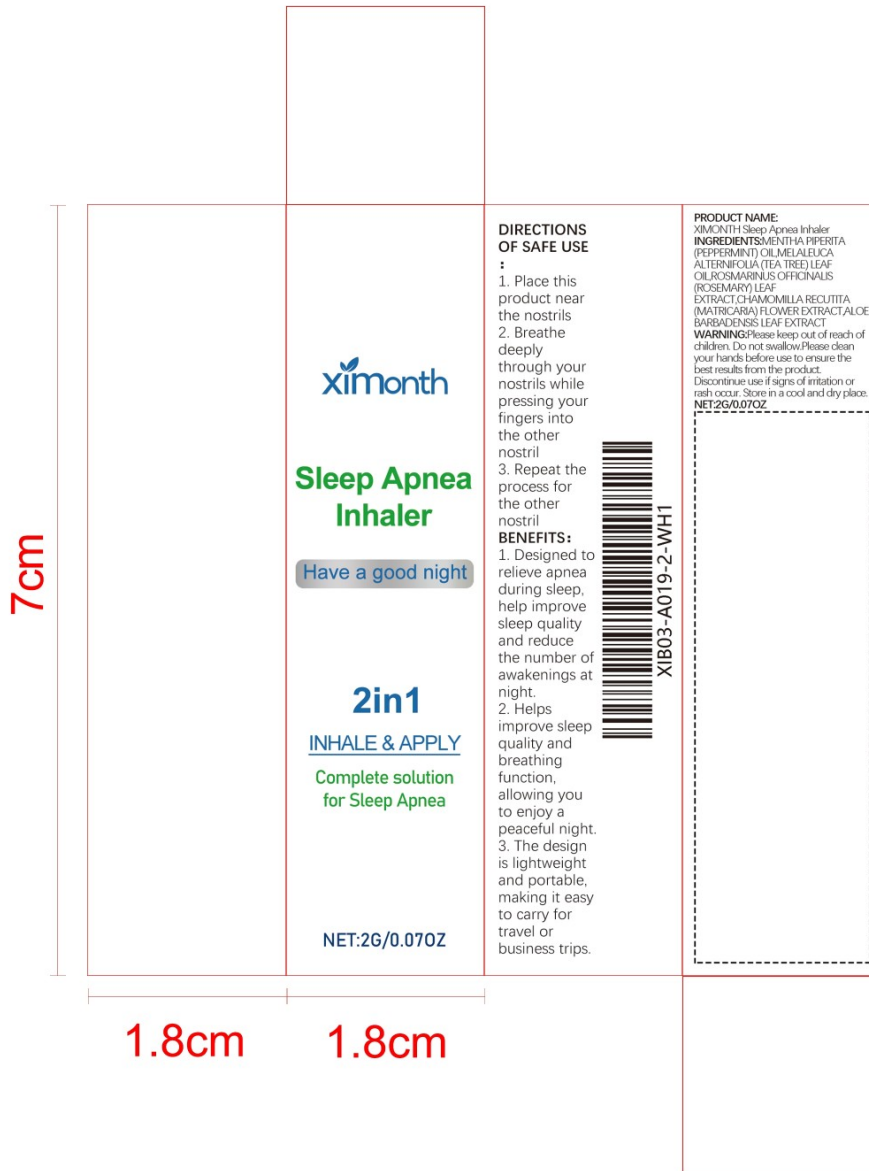 xiMonth
Sleep Apnea
Inhaler
Have a good night
2in1
INHALE & APPLY
Complete solution
for Sleep Apnea
NET:2G/0.07OZ
DIRECTIONS
OF SAFE USE
:
1. Place this
product near
the nostrils
2. Breathe
deeply
through your
nostrils while
pressing your
fingers into
the other
nostril
3. Repeat the
process for
the other
nostril
BENEFITS:
1. Designed to
relieve apnea
during sleep,
help improve
sleep quality
and reduce
the number of
awakenings at
night.
2. Helps
improve sleep
quality and
breathing
function,
allowing you
to enjoy a
peaceful night.
3. The design
is lightweight
and portable,
making it easy
to carry for
travel or
business trips.
XIB03-A019-2-WH1
PRODUCT NAME:
XIMONTH Sleep Apnea Inhaler
INGREDIENTS:MENTHA PIPERITA
(PEPPERMINT) OIL,MELALEUCA
ALTERNIFOLIA (TEA TREE) LEAF
OIL,ROSMARINUS OFFICINALIS
(ROSEMARY) LEAF
EXTRACT,CHAMOMILLA RECUTITA
(MATRICARIA) FLOWER EXTRACT,ALOE
BARBADENSIS LEAF EXTRACT
WARNING:Please keep out of reach of
children. Do not swallow.Please clean
your hands before use to ensure the
best results from the product.
Discontinue use if signs of irritation or
rash occur. Store in a cool and dry place.
NET:2G/0.07OZ
7cm
1.8cm
1.8cm